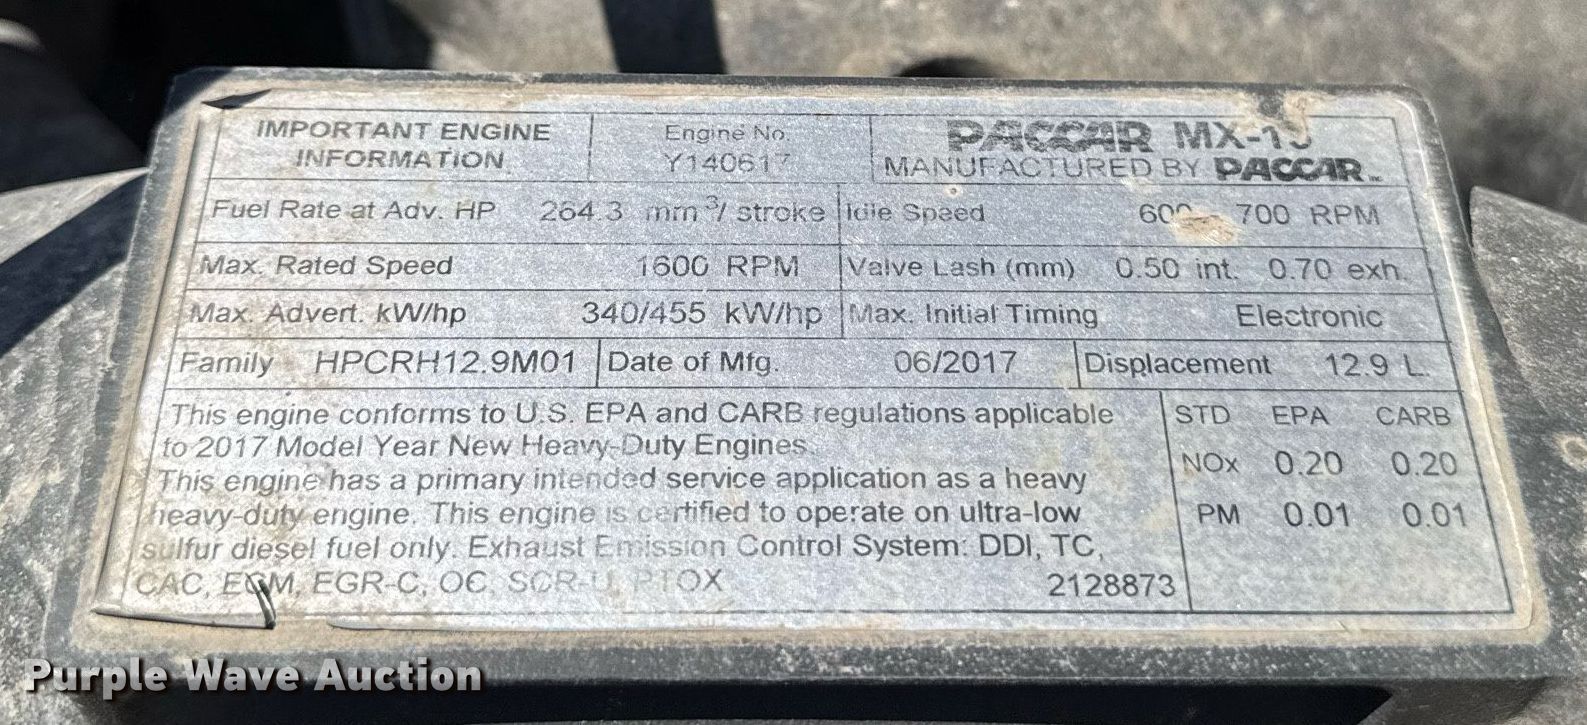 IMPORTANT ENGINE INFORMATION
Engine No.
Y140617
PACCAR
MANUFACTURED BY PACCAR
Fuel Rate at Adv. HP 264.3 mm3/ stroke
Idle Speed 700 RPM
Max. Rated Speed 1600 RPM
Valve Lash (mm) 0.50 int. 0.70 exh.
Max. Advert. kW/hp 340/455 kW/hp
Max. Initial Timing Electronic
Family HPCRH12.9M01
Date of Mfg. 06/2017
Displacement 12.9 L.
This engine conforms to U.S. EPA and CARB regulations applicable
to 2017 Model Year New Heavy-Duty Engines.
This engine has a primary intended service application as a heavy
heavy-duty engine. This engine is certified to operate on ultra-low
sulfur diesel fuel only. Exhaust Emission Control System: DDI, TC,
CAC, ECM, EGR-C, OC, SCR-U, PTOX
2128873
STD EPA CARB
NOx 0.20 0.20
PM 0.01 0.01
Purple Wave Auction